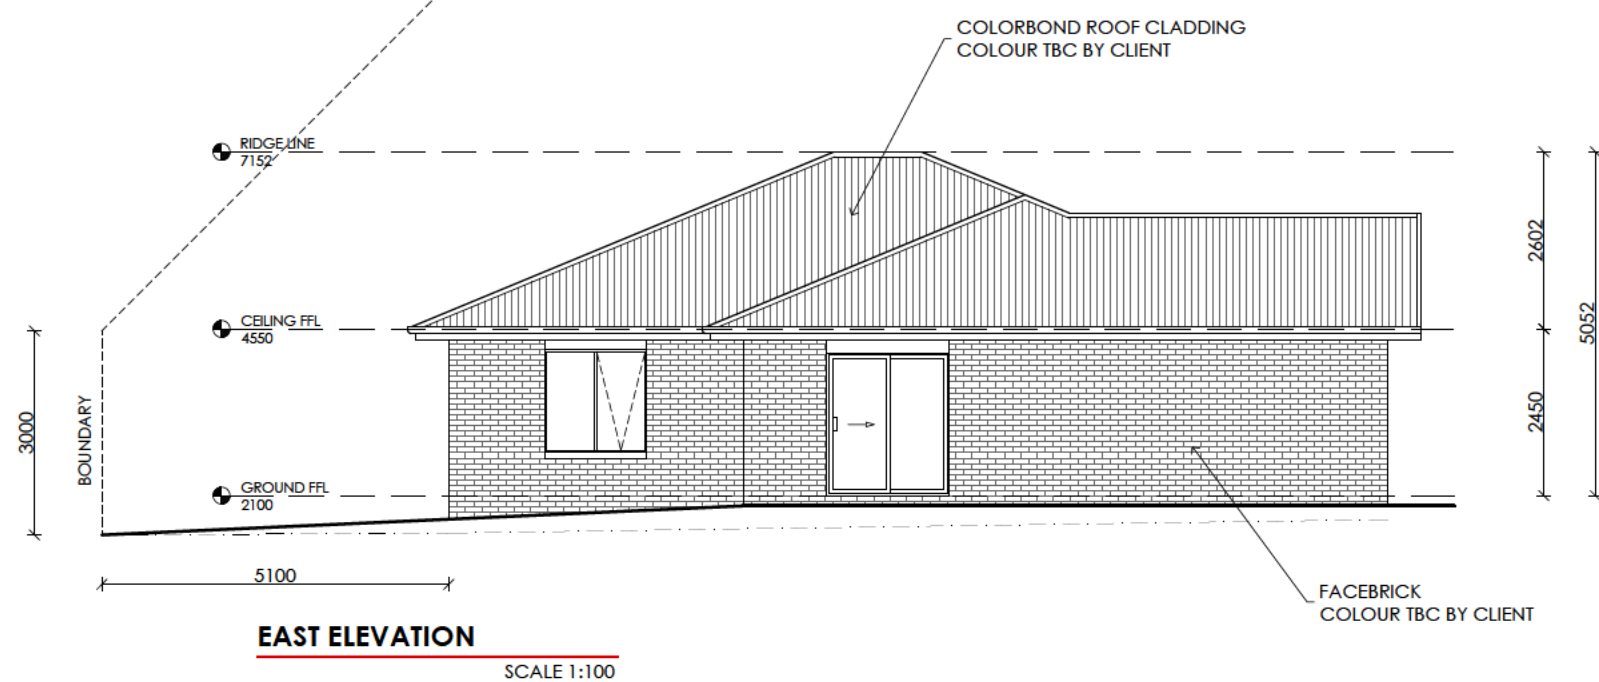 COLORBOND ROOF CLADDING
COLOUR TBC BY CLIENT
RIDGE LINE
7152
CEILING FFL
4550
2602
5052
3000
BOUNDARY
2450
GROUND FFL
2100
5100
FACEBRICK
COLOUR TBC BY CLIENT
EAST ELEVATION
SCALE 1:100